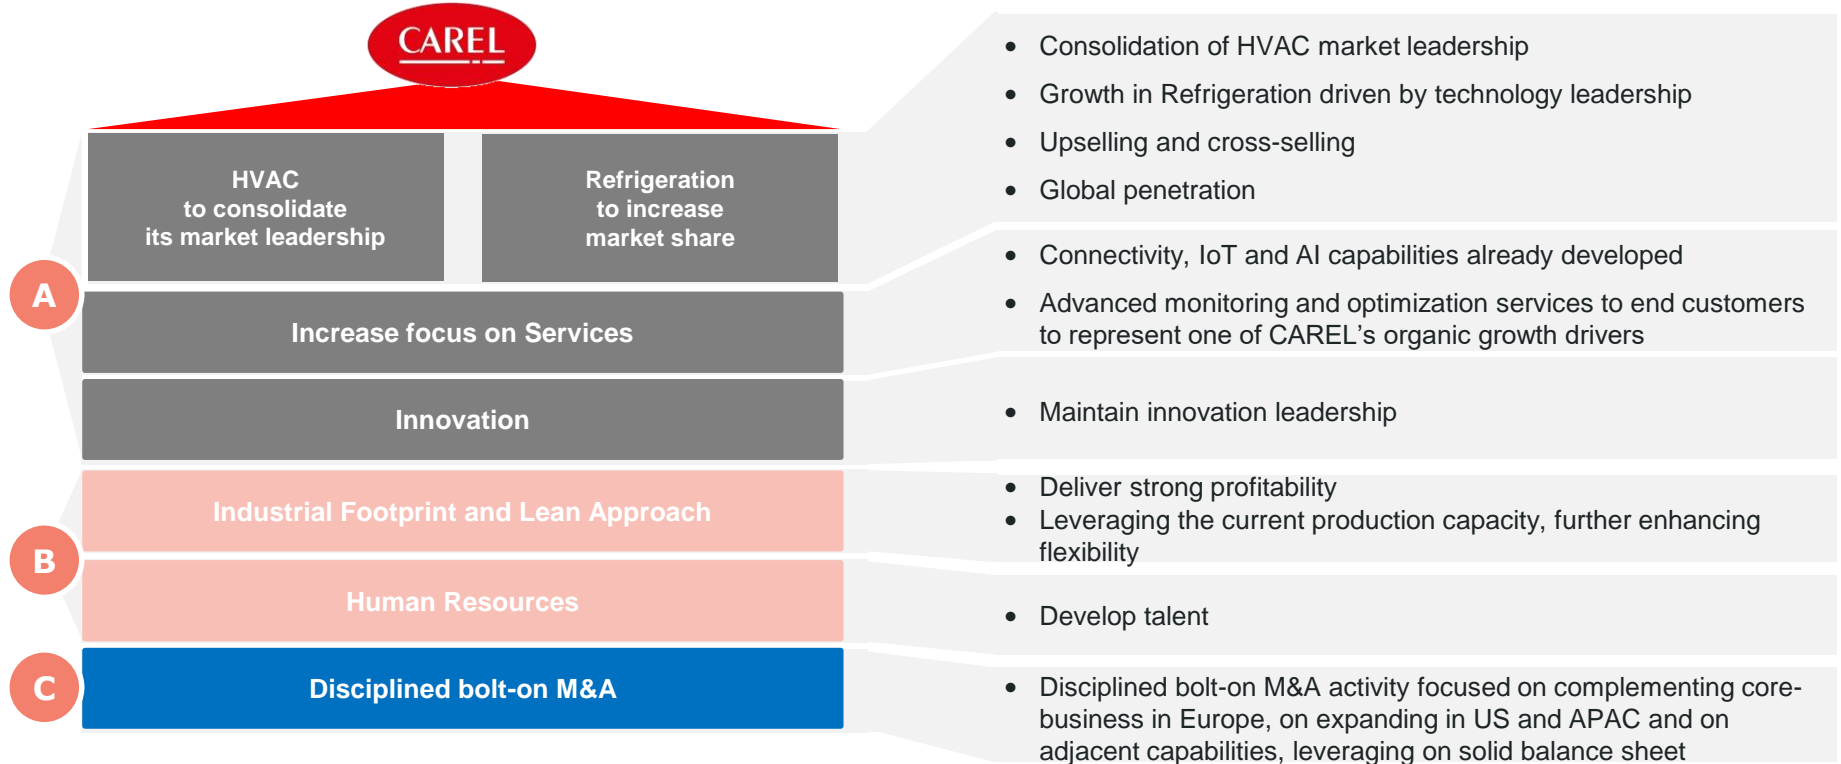 CAREL
HVAC
to consolidate
its market leadership
Refrigeration
to increase
market share
• Consolidation of HVAC market leadership
• Growth in Refrigeration driven by technology leadership
• Upselling and cross-selling
• Global penetration
A
Increase focus on Services
• Connectivity, IoT and AI capabilities already developed
• Advanced monitoring and optimization services to end customers
to represent one of CAREL’s organic growth drivers
Innovation
• Maintain innovation leadership
B
Industrial Footprint and Lean Approach
• Deliver strong profitability
• Leveraging the current production capacity, further enhancing
flexibility
Human Resources
• Develop talent
C
Disciplined bolt-on M&A
• Disciplined bolt-on M&A activity focused on complementing core-
business in Europe, on expanding in US and APAC and on
adjacent capabilities, leveraging on solid balance sheet